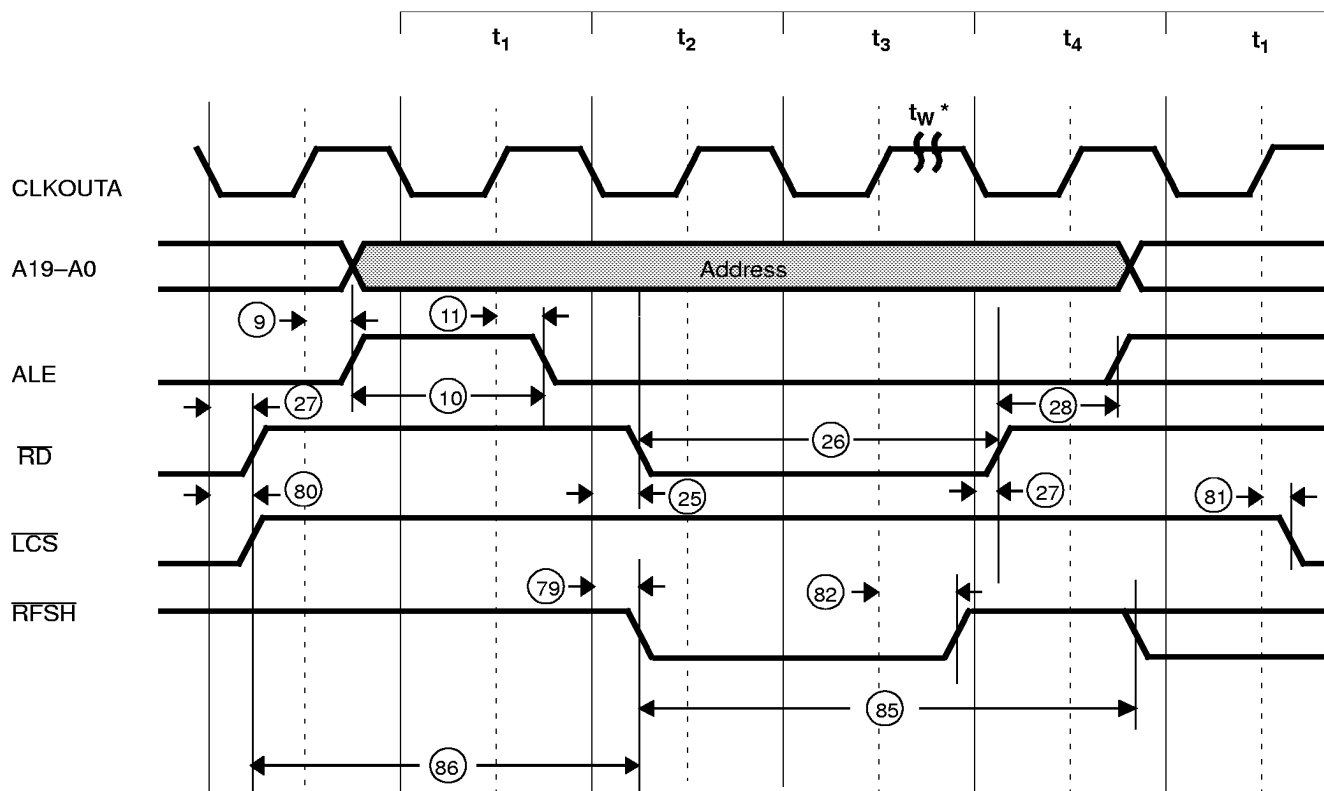 t1 t2 t3 t4 t1
tW *
CLKOUTA
A19–A0 Address
9 11
ALE
27 10 28
RD 26
80 25 27 81
LCS
79 82
RFSH
85
86